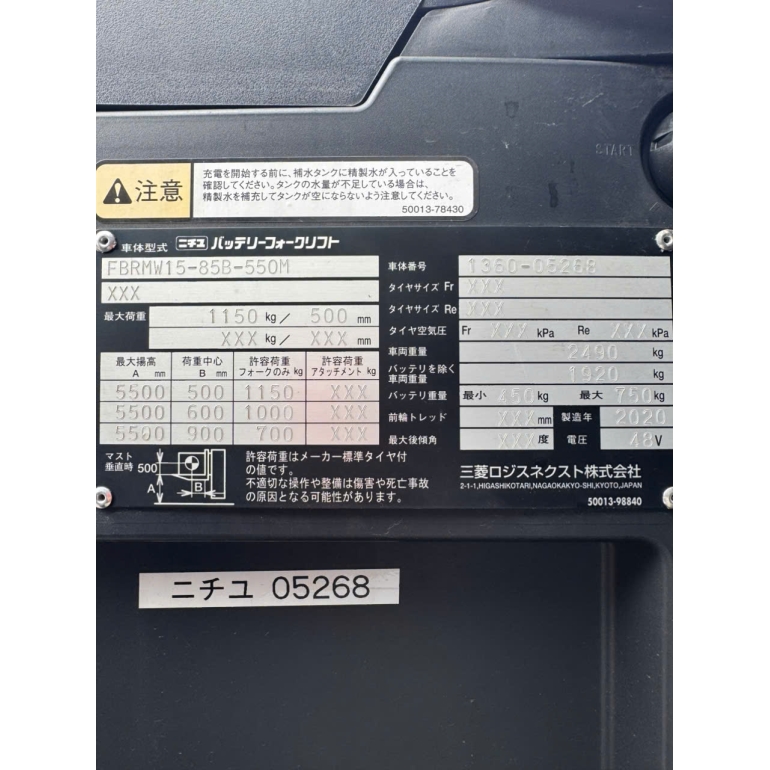 START
注意
充電を開始する前に、補水タンクに精製水が入っていることを
確認してください。タンクの水量が不足している場合は、
精製水を補充してタンクが空にならないよう注意してください。
50013-78430
車体型式 ニチユ バッテリーフォークリフト
FBRMW15-85B-550M
XXX
最大荷重 1150 kg/ 500 mm
XXX kg/ XXX mm
最大揚高 A mm 荷重中心 B mm 許容荷重 フォークのみ kg 許容荷重 アタッチメント kg
5500 500 1150 XXX
5500 600 1000 XXX
5500 900 700 XXX
マスト
垂直時 500 A B
許容荷重はメーカー標準タイヤ付
の値です。
不適切な操作や整備は傷害や死亡事故
の原因となる可能性があります。
車体番号 1360-05268
タイヤサイズ Fr XXX
タイヤサイズ Re XXX
タイヤ空気圧 Fr XXX kPa Re XXX kPa
車両重量 2490 kg
バッテリを除く
車両重量 1920 kg
バッテリ重量 最小 450 kg 最大 750 kg
前輪トレッド XXX mm 製造年 2020
最大後傾角 XXX 度 電圧 48 V
三菱ロジスネクスト株式会社
2-1-1,HIGASHIKOTARI,NAGAOKAKYO-SHI,KYOTO,JAPAN
50013-98840
ニチユ 05268